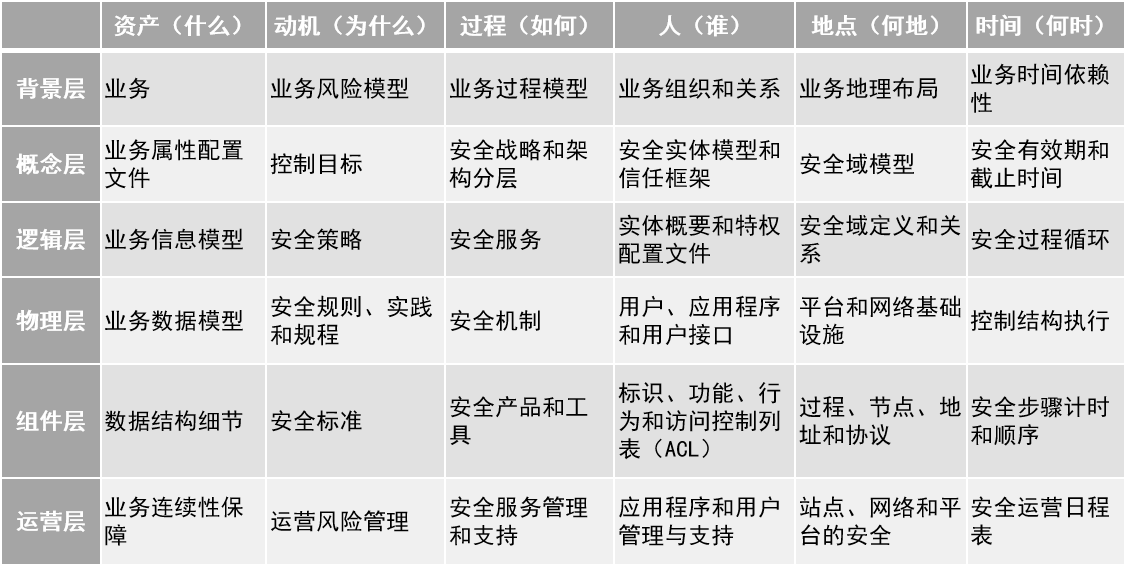 资产（什么） 动机（为什么） 过程（如何） 人（谁） 地点（何地） 时间（何时）
背景层 业务 业务风险模型 业务过程模型 业务组织和关系 业务地理布局 业务时间依赖
性
概念层 业务属性配置 控制目标 安全战略和架 安全实体模型和 安全域模型 安全有效期和
文件 构分层 信任框架 截止时间
逻辑层 业务信息模型 安全策略 安全服务 实体概要和特权 安全域定义和关 安全过程循环
配置文件 系
物理层 业务数据模型 安全规则、实践 安全机制 用户、应用程序 平台和网络基础 控制结构执行
和规程 和用户接口 设施
组件层 数据结构细节 安全标准 安全产品和工 标识、功能、行 过程、节点、地 安全步骤计时
具 为和访问控制列 址和协议 和顺序
表（ACL）
运营层 业务连续性保 运营风险管理 安全服务管理 应用程序和用户 站点、网络和平 安全运营日程
障 和支持 管理与支持 台的安全 表